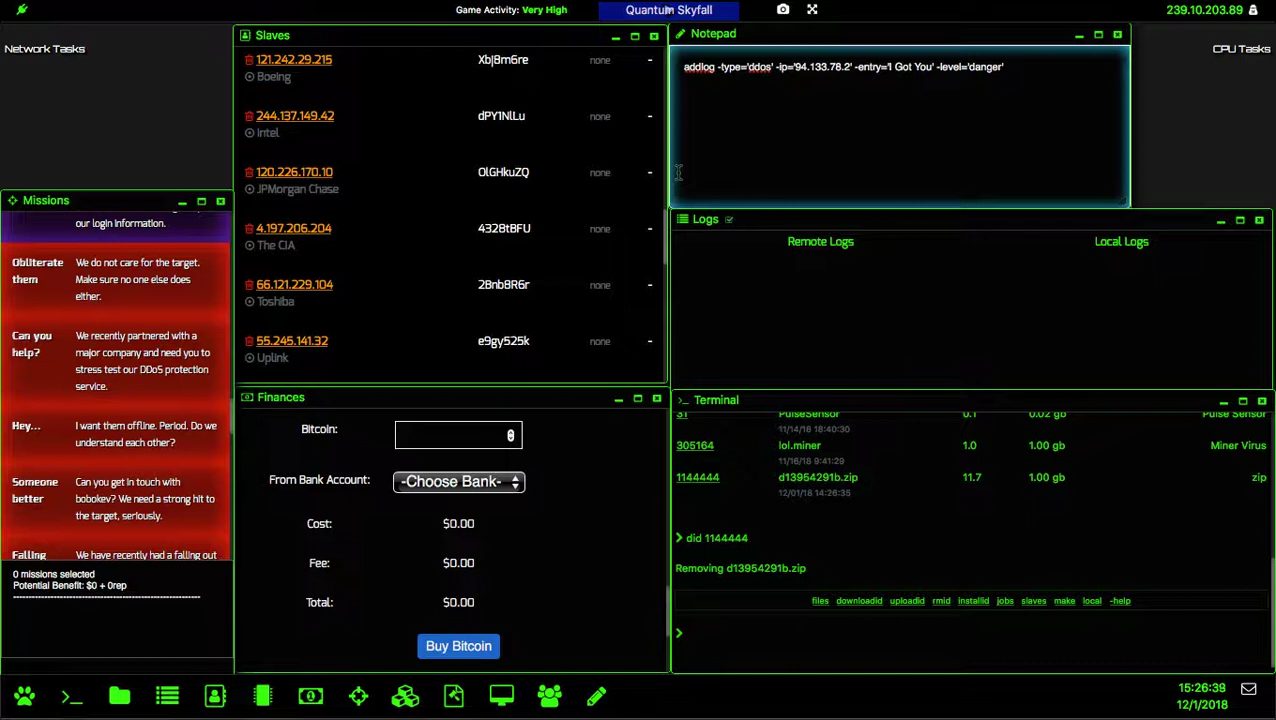 Game Activity: Very High
Quantum Skyfall
239.10.203.89
Network Tasks
Slaves
121.242.29.215 Xb|8m6re none -
Boeing
244.137.149.42 dPY1NlLu none -
Intel
120.226.170.10 OlGHkuZQ none -
JPMorgan Chase
4.197.206.204 4328tBFU none -
The CIA
66.121.229.104 2Bnb8R6r none -
Toshiba
55.245.141.32 e9gy525k none -
Uplink
Notepad
addlog -type='ddos' -ip='94.133.78.2' -entry='I Got You' -level='danger'
CPU Tasks
Missions
our login information.
Obliterate them
We do not care for the target.
Make sure no one else does
either.
Can you help?
We recently partnered with a
major company and need you to
stress test our DDoS protection
service.
Hey...
I want them offline. Period. Do we
understand each other?
Someone better
Can you get in touch with
bobokev? We need a strong hit to
the target, seriously.
Falling
We have recently had a falling out
0 missions selected
Potential Benefit: $0 + 0rep
Finances
Bitcoin: 0
From Bank Account: -Choose Bank-
Cost: $0.00
Fee: $0.00
Total: $0.00
Buy Bitcoin
Logs
Remote Logs Local Logs
Terminal
31 PulseSensor 0.1 0.02 gb Pulse Sensor
11/14/18 18:40:30
305164 lol.miner 1.0 1.00 gb Miner Virus
11/16/18 9:41:29
1144444 d13954291b.zip 11.7 1.00 gb zip
12/01/18 14:26:35
> did 1144444
Removing d13954291b.zip
files downloadid uploadid rmid installid jobs slaves make local -help
>
15:26:39
12/1/2018